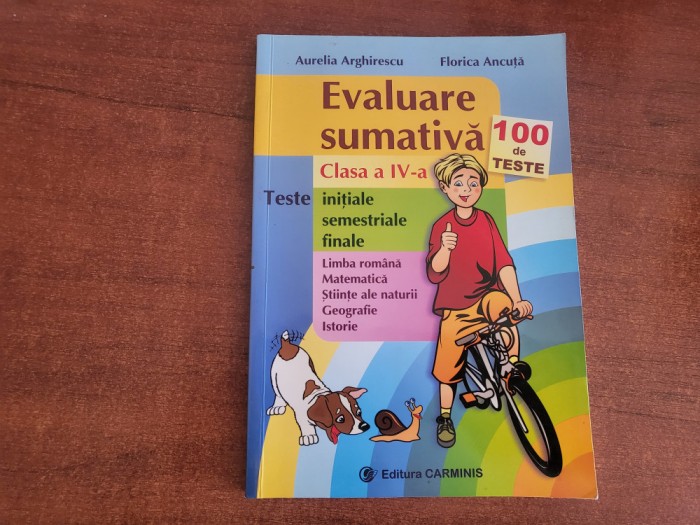 Aurelia Arghirescu Florica Ancuță
Evaluare
sumativă
100
de
TESTE
Clasa a IV-a
Teste inițiale
semestriale
finale
Limba română
Matematică
Științe ale naturii
Geografie
Istorie
Editura CARMINIS